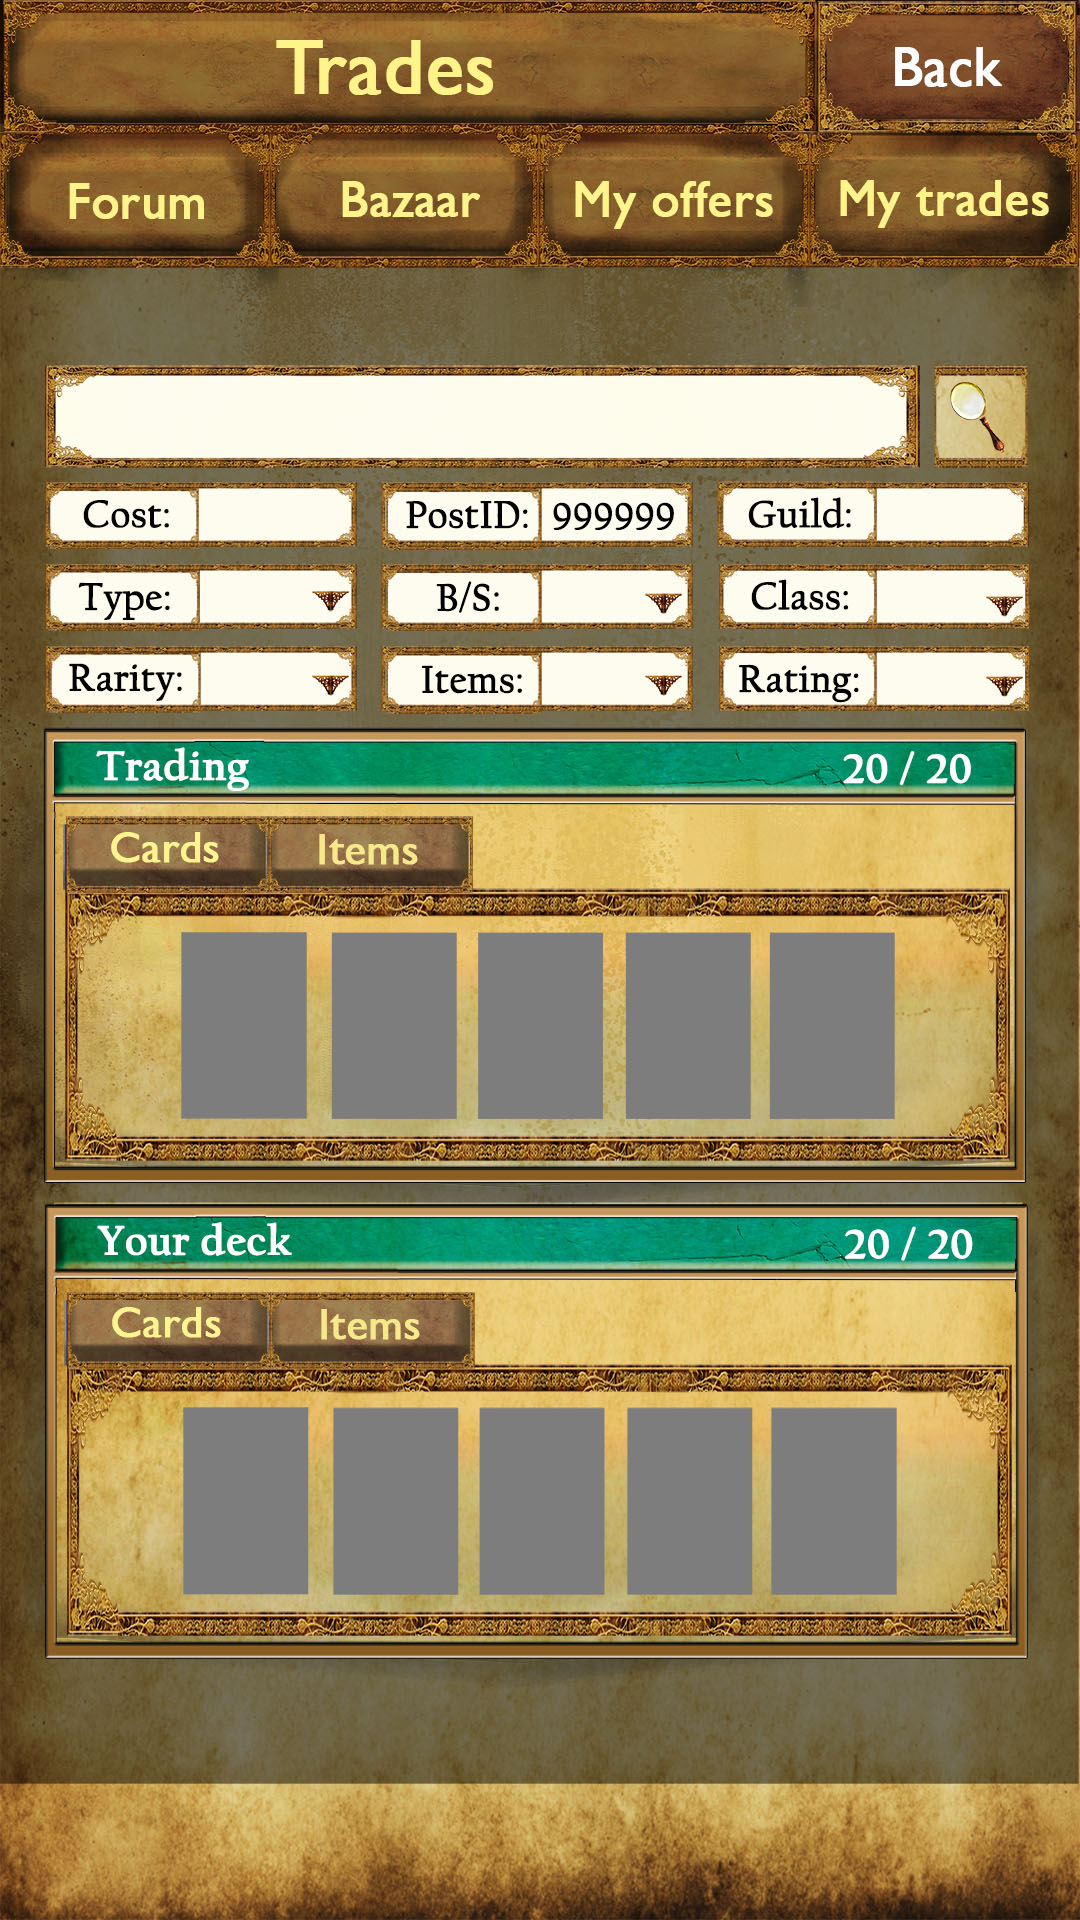 Trades
Back
Forum
Bazaar
My offers
My trades
Cost:
PostID: 999999
Guild:
Type:
B/S:
Class:
Rarity:
Items:
Rating:
Trading
20 / 20
Cards
Items
Your deck
20 / 20
Cards
Items